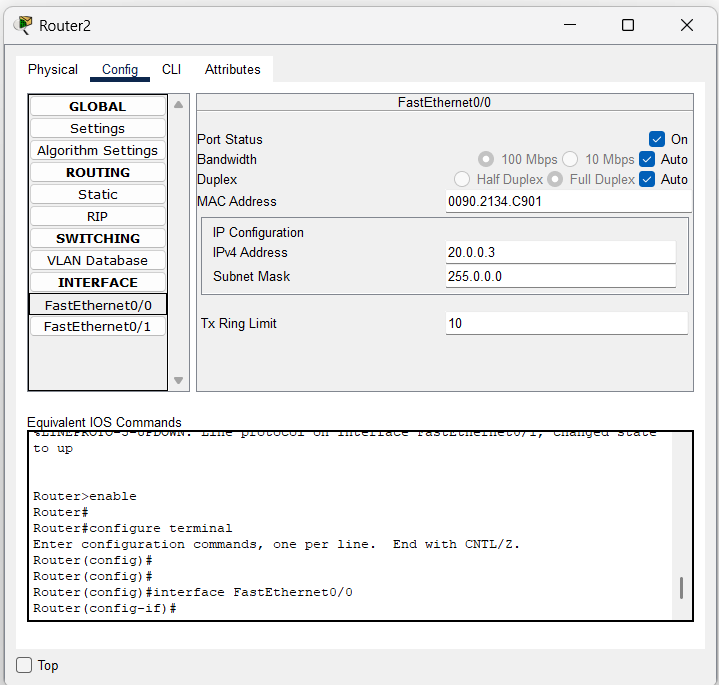 Router2
Physical Config CLI Attributes
GLOBAL
Settings
Algorithm Settings
ROUTING
Static
RIP
SWITCHING
VLAN Database
INTERFACE
FastEthernet0/0
FastEthernet0/1
FastEthernet0/0
Port Status On
Bandwidth 100 Mbps 10 Mbps Auto
Duplex Half Duplex Full Duplex Auto
MAC Address 0090.2134.C901
IP Configuration
IPv4 Address 20.0.0.3
Subnet Mask 255.0.0.0
Tx Ring Limit 10
Equivalent IOS Commands
%LINEPROTO-5-UPDOWN: Line protocol on Interface FastEthernet0/1, changed state
to up
Router>enable
Router#
Router#configure terminal
Enter configuration commands, one per line.  End with CNTL/Z.
Router(config)#
Router(config)#
Router(config)#interface FastEthernet0/0
Router(config-if)#
Top